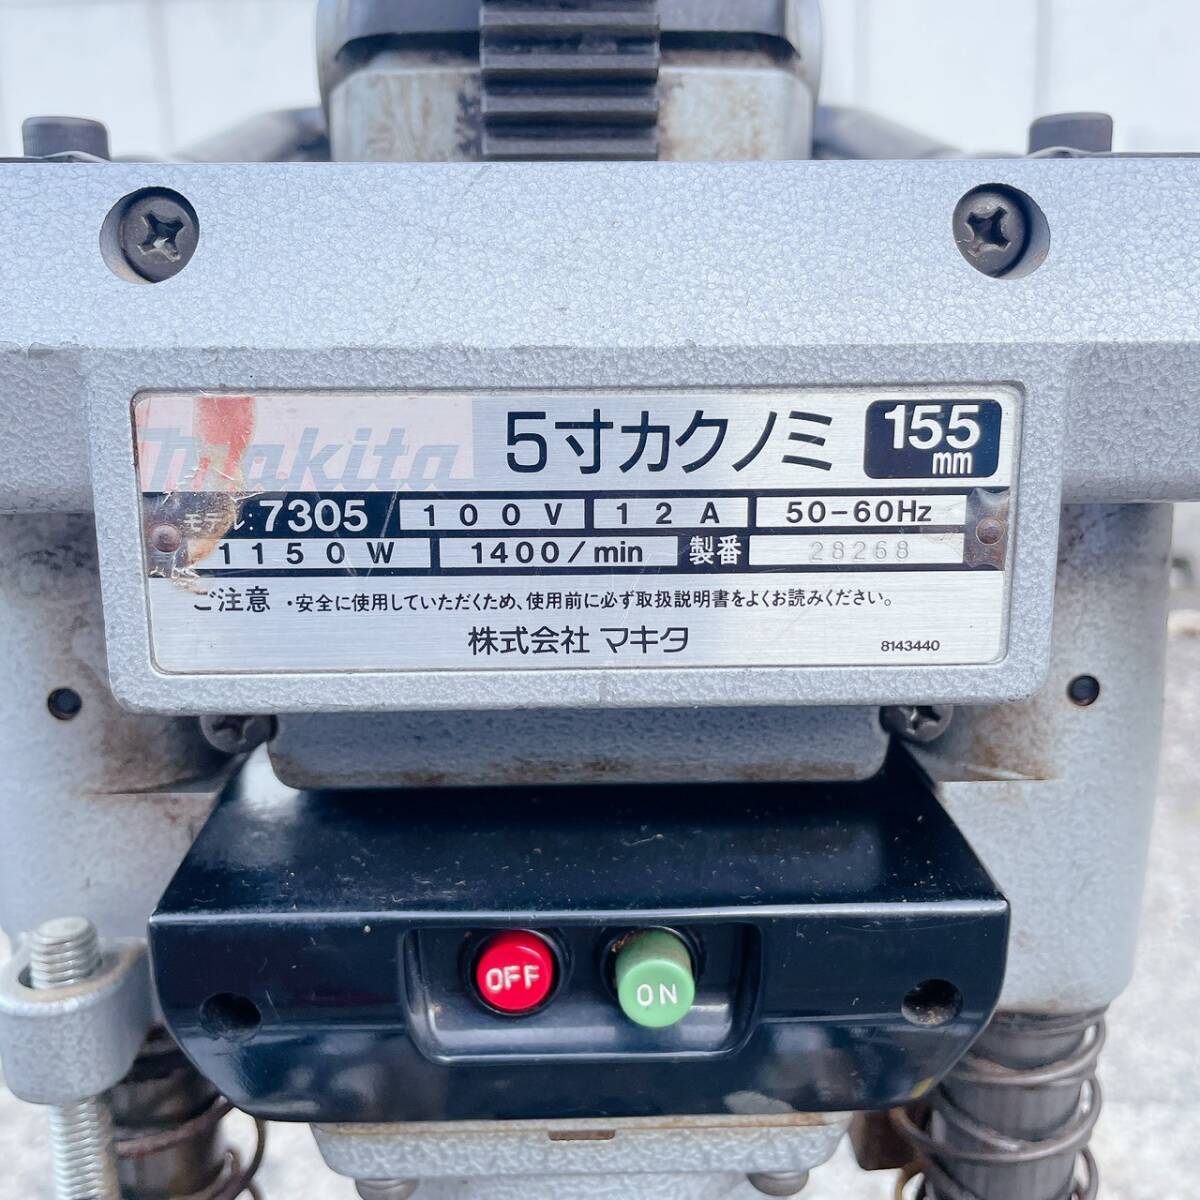 makita 5寸カクノミ 155 mm
モデル:7305 100V 12A 50-60Hz
1150W 1400/min 製番 28268
ご注意 ・安全に使用していただくため、使用前に必ず取扱説明書をよくお読みください。
株式会社 マキタ 8143440
OFF ON